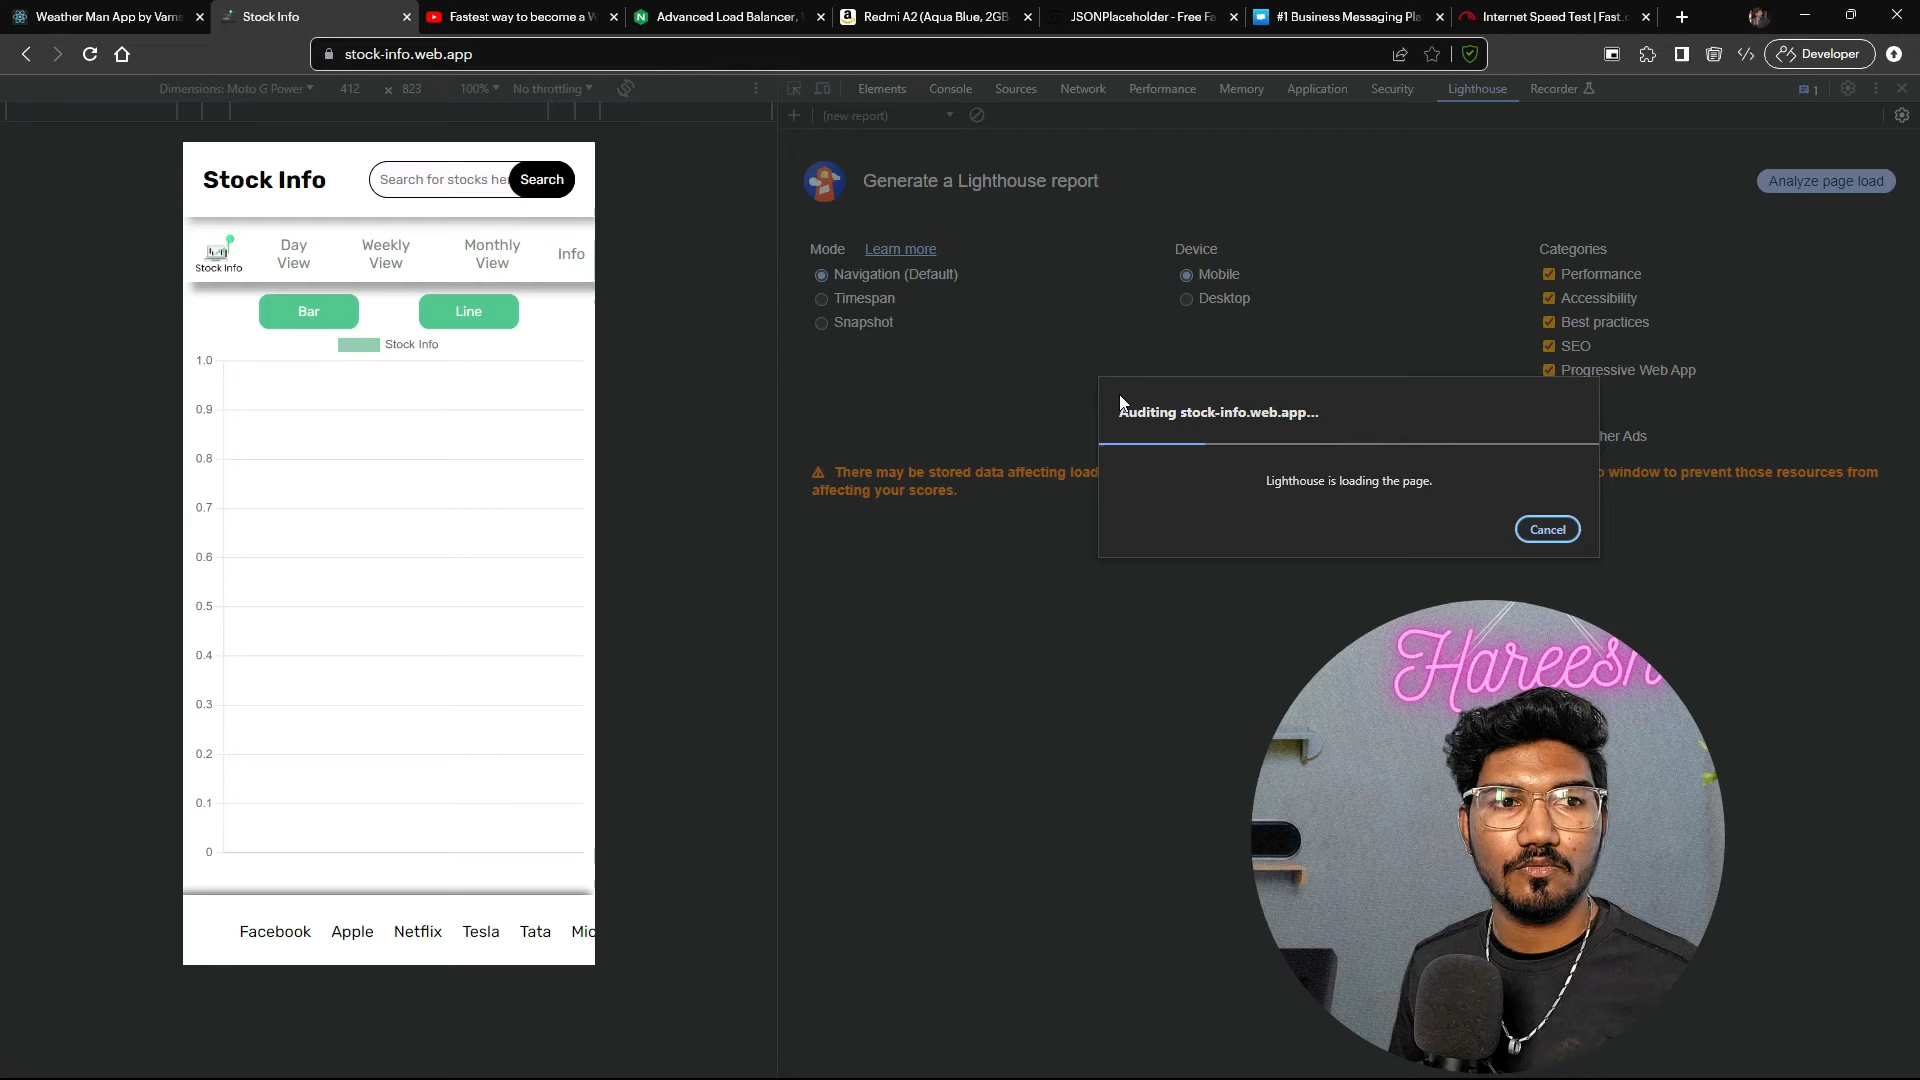 Weather Man App by Vams
Stock Info
Fastest way to become a W
Advanced Load Balancer,
Redmi A2 (Aqua Blue, 2GB
JSONPlaceholder - Free Fa
#1 Business Messaging Pla
Internet Speed Test | Fast.c
stock-info.web.app
Developer
Dimensions: Moto G Power
412 × 823
100%
No throttling
Elements
Console
Sources
Network
Performance
Memory
Application
Security
Lighthouse
Recorder
1
(new report)
Generate a Lighthouse report
Analyze page load
Mode Learn more
Navigation (Default)
Timespan
Snapshot
Device
Mobile
Desktop
Categories
Performance
Accessibility
Best practices
SEO
Progressive Web App
her Ads
There may be stored data affecting load
o window to prevent those resources from
affecting your scores.
Auditing stock-info.web.app...
Lighthouse is loading the page.
Cancel
Stock Info
Search for stocks her
Search
Stock Info
Day
View
Weekly
View
Monthly
View
Info
Bar
Line
Stock Info
1.0
0.9
0.8
0.7
0.6
0.5
0.4
0.3
0.2
0.1
0
Facebook Apple Netflix Tesla Tata Mic
Hareesh